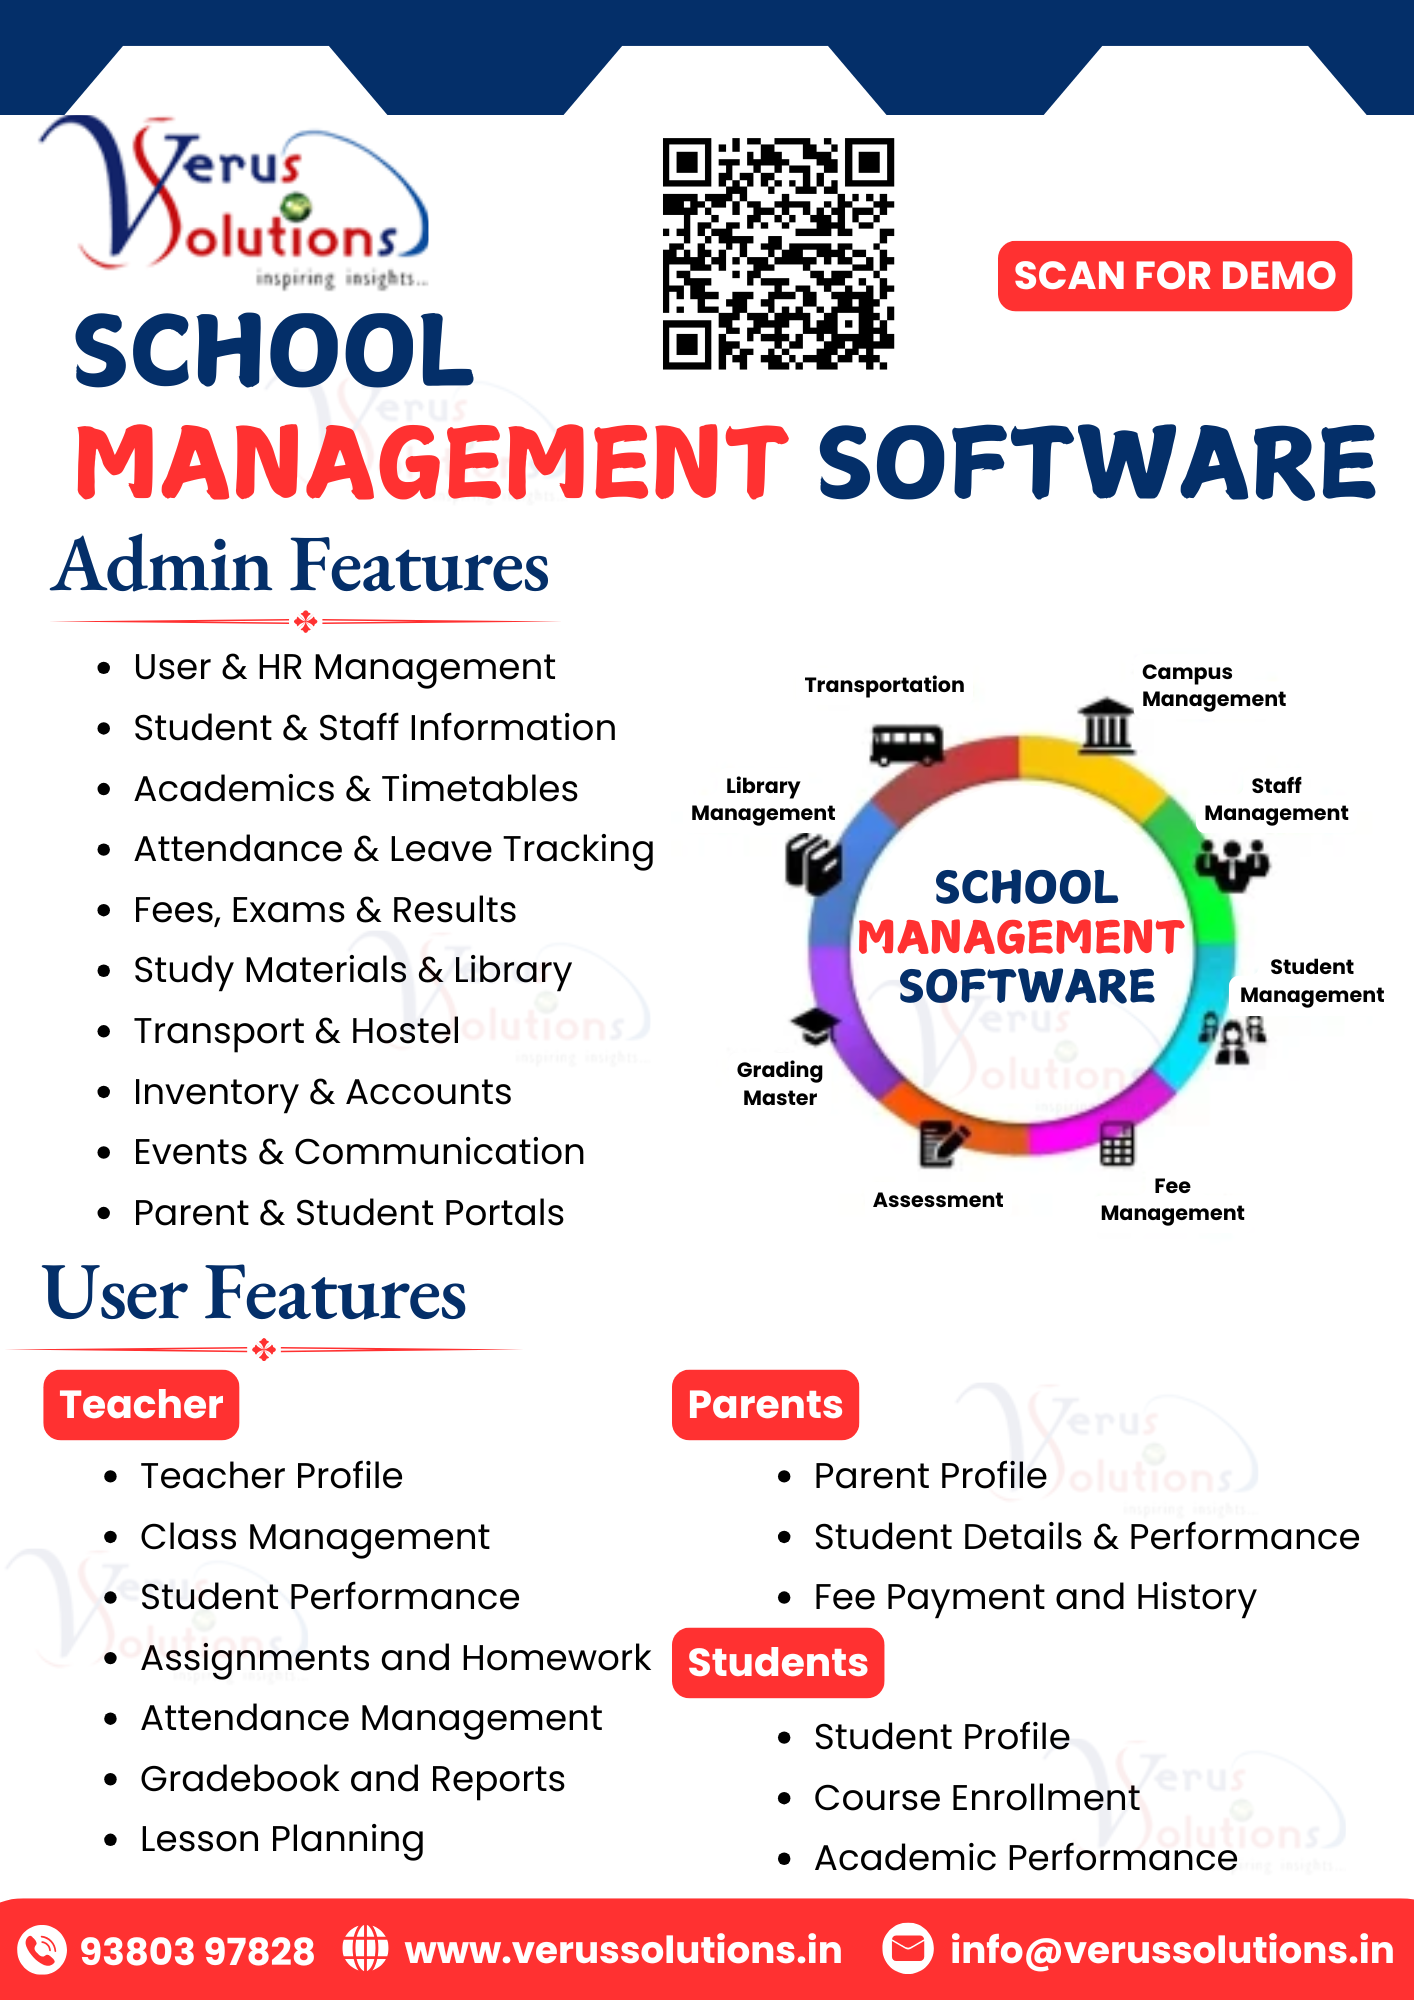 Verus
Solutions
inspiring insights...
SCAN FOR DEMO
SCHOOL
MANAGEMENT SOFTWARE
Admin Features
• User & HR Management
• Student & Staff Information
• Academics & Timetables
• Attendance & Leave Tracking
• Fees, Exams & Results
• Study Materials & Library
• Transport & Hostel
• Inventory & Accounts
• Events & Communication
• Parent & Student Portals
Transportation
Campus
Management
Library
Management
Staff
Management
SCHOOL
MANAGEMENT
SOFTWARE
Student
Management
Grading
Master
Assessment
Fee
Management
User Features
Teacher
• Teacher Profile
• Class Management
• Student Performance
• Assignments and Homework
• Attendance Management
• Gradebook and Reports
• Lesson Planning
Parents
• Parent Profile
• Student Details & Performance
• Fee Payment and History
Students
• Student Profile
• Course Enrollment
• Academic Performance
93803 97828
www.verussolutions.in
info@verussolutions.in